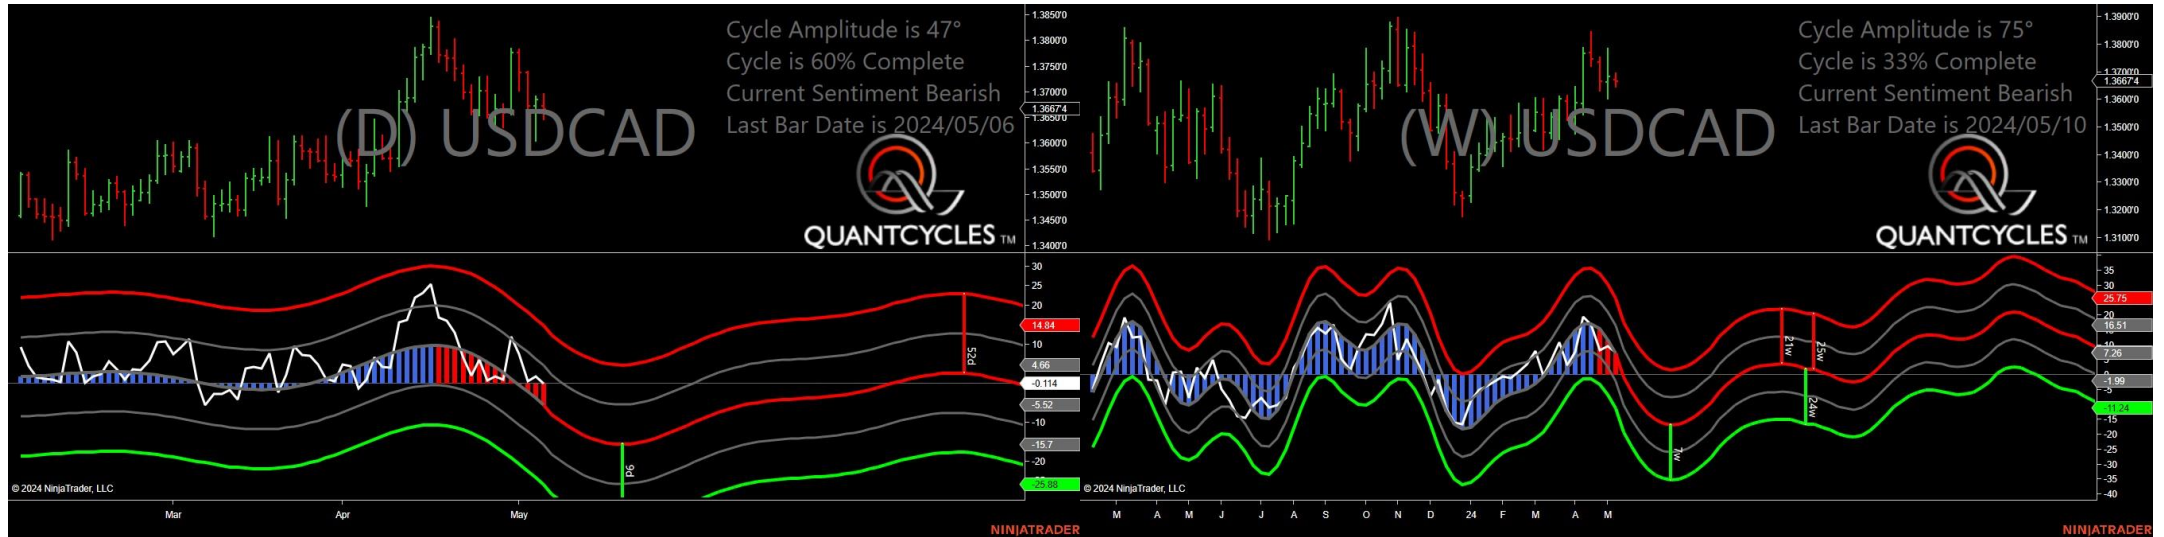 Cycle Amplitude is 47°
Cycle is 60% Complete
Current Sentiment Bearish
Last Bar Date is 2024/05/06
(D) USDCAD
QUANTCYCLES TM
1.3850'0
1.3800'0
1.3750'0
1.3700'0
1.3667'4
1.3650'0
1.3600'0
1.3550'0
1.3500'0
1.3450'0
1.3400'0
30
25
20
14.84
10
4.66
-0.114
-5.52
-10
-15.7
-20
-25.88
52d
9d
© 2024 NinjaTrader, LLC
Mar Apr May
NINJATRADER
Cycle Amplitude is 75°
Cycle is 33% Complete
Current Sentiment Bearish
Last Bar Date is 2024/05/10
(W) USDCAD
QUANTCYCLES TM
1.3900'0
1.3800'0
1.3700'0
1.3667'4
1.3600'0
1.3500'0
1.3400'0
1.3300'0
1.3200'0
1.3100'0
35
30
25.75
20
16.51
10
7.26
-1.99
-5
-11.24
-15
-20
-25
-30
-35
-40
21w
25w
24w
7w
© 2024 NinjaTrader, LLC
M A M J J A S O N D 24 F M A M
NINJATRADER